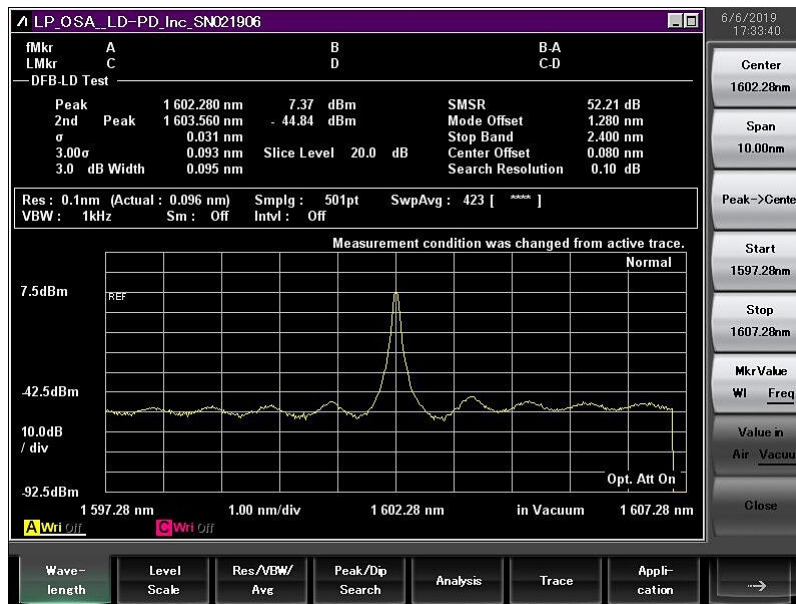 LP_OSA__LD-PD_Inc_SN021906
6/6/2019
17:33:40
fMkr A B B-A
LMkr C D C-D
DFB-LD Test
Peak 1 602.280 nm 7.37 dBm SMSR 52.21 dB
2nd Peak 1 603.560 nm - 44.84 dBm Mode Offset 1.280 nm
σ 0.031 nm Stop Band 2.400 nm
3.00σ 0.093 nm Slice Level 20.0 dB Center Offset 0.080 nm
3.0 dB Width 0.095 nm Search Resolution 0.10 dB
Res : 0.1nm (Actual : 0.096 nm) Smplg : 501pt SwpAvg : 423 [ **** ]
VBW : 1kHz Sm : Off Intvl : Off
Measurement condition was changed from active trace.
Normal
7.5dBm
REF
-42.5dBm
10.0dB
/ div
Opt. Att On
-92.5dBm
1 597.28 nm 1.00 nm/div 1 602.28 nm in Vacuum 1 607.28 nm
A Wri Off C Wri Off
Center
1602.28nm
Span
10.00nm
Peak->Cente
Start
1597.28nm
Stop
1607.28nm
MkrValue
Wl Freq
Value in
Air Vacuu
Close
Wave-
length
Level
Scale
Res/VBW/
Avg
Peak/Dip
Search
Analysis
Trace
Appli-
cation